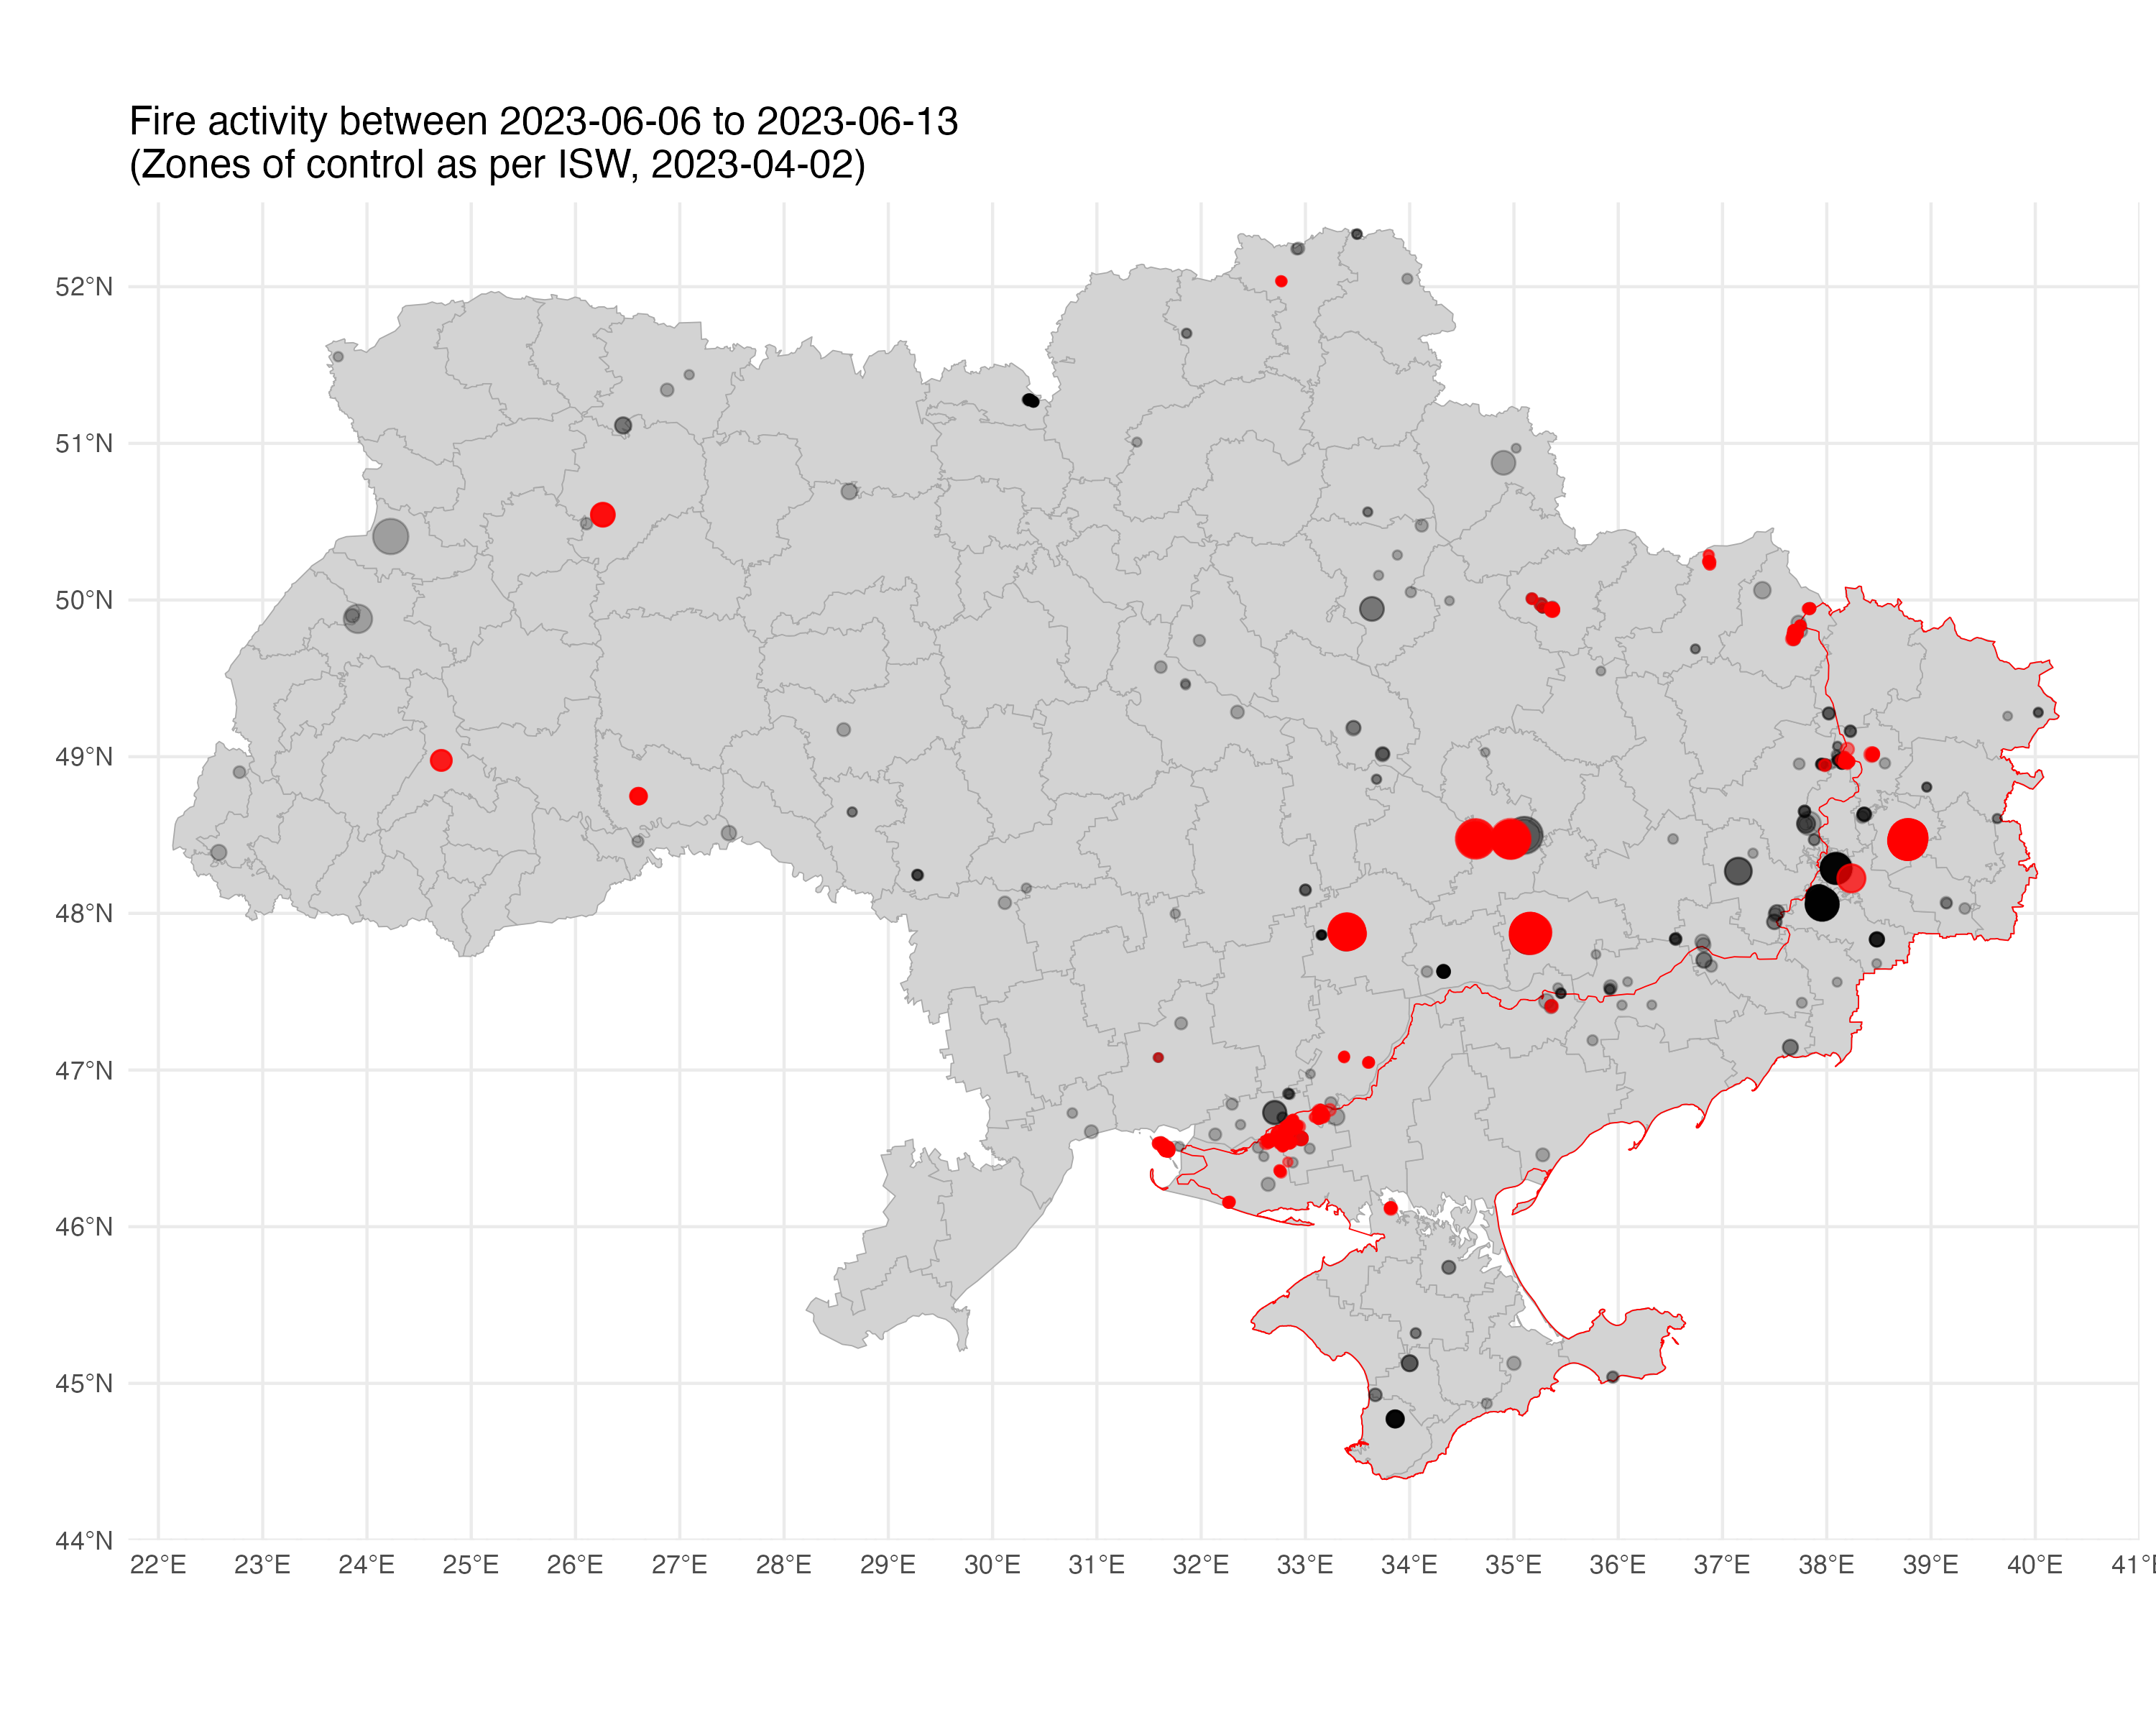 Fire activity between 2023-06-06 to 2023-06-13
(Zones of control as per ISW, 2023-04-02)
52°N
51°N
50°N
49°N
48°N
47°N
46°N
45°N
44°N
22°E 23°E 24°E 25°E 26°E 27°E 28°E 29°E 30°E 31°E 32°E 33°E 34°E 35°E 36°E 37°E 38°E 39°E 40°E 41°E